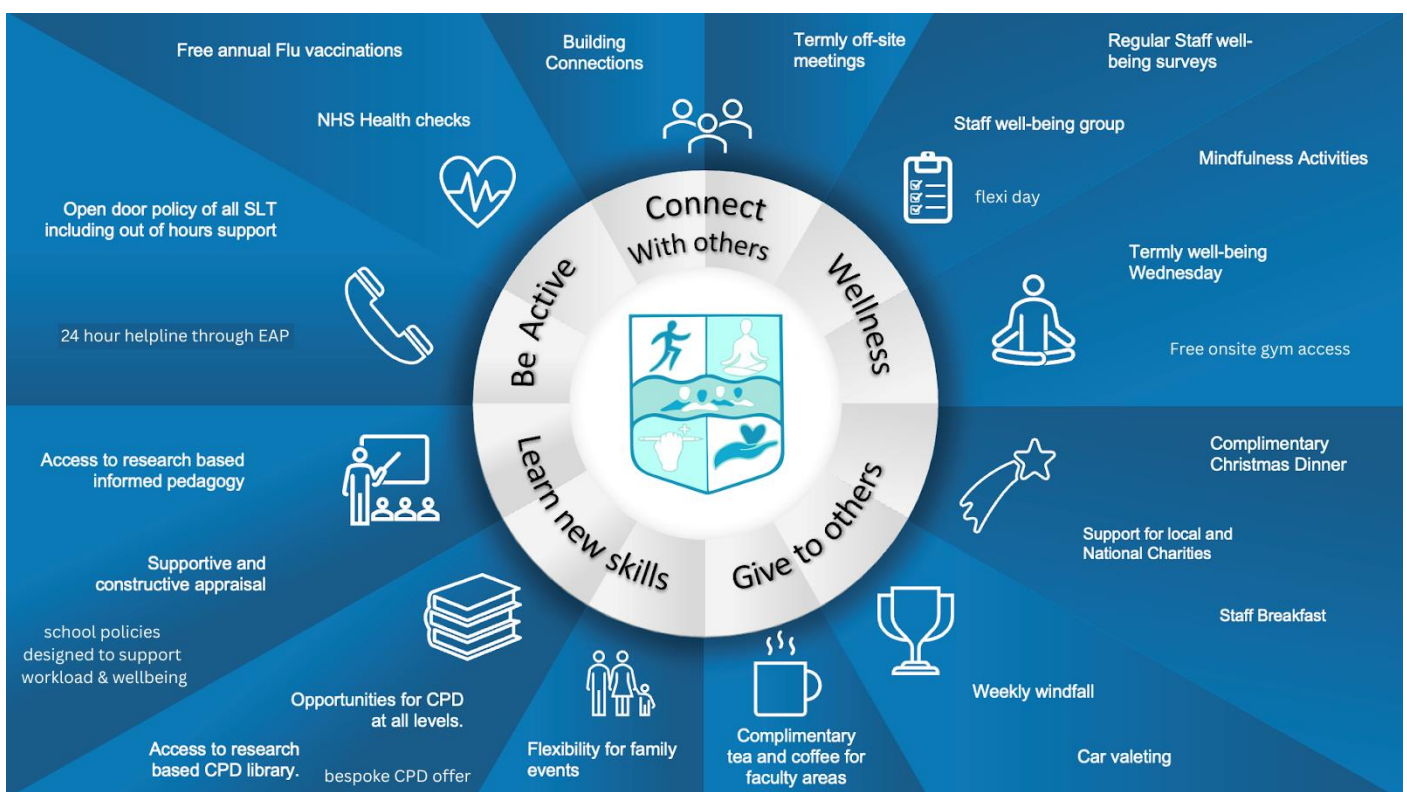 Free annual Flu vaccinations
NHS Health checks
Building
Connections
Termly off-site
meetings
Regular Staff well-
being surveys
Staff well-being group
flexi day
Mindfulness Activities
Termly well-being
Wednesday
Free onsite gym access
Open door policy of all SLT
including out of hours support
24 hour helpline through EAP
Connect
With others
Wellness
Be Active
Learn new skills
Give to others
Access to research based
informed pedagogy
Supportive and
constructive appraisal
school policies
designed to support
workload & wellbeing
Opportunities for CPD
at all levels.
Access to research
based CPD library.
bespoke CPD offer
Flexibility for family
events
Complimentary
tea and coffee for
faculty areas
Complimentary
Christmas Dinner
Support for local and
National Charities
Staff Breakfast
Weekly windfall
Car valeting